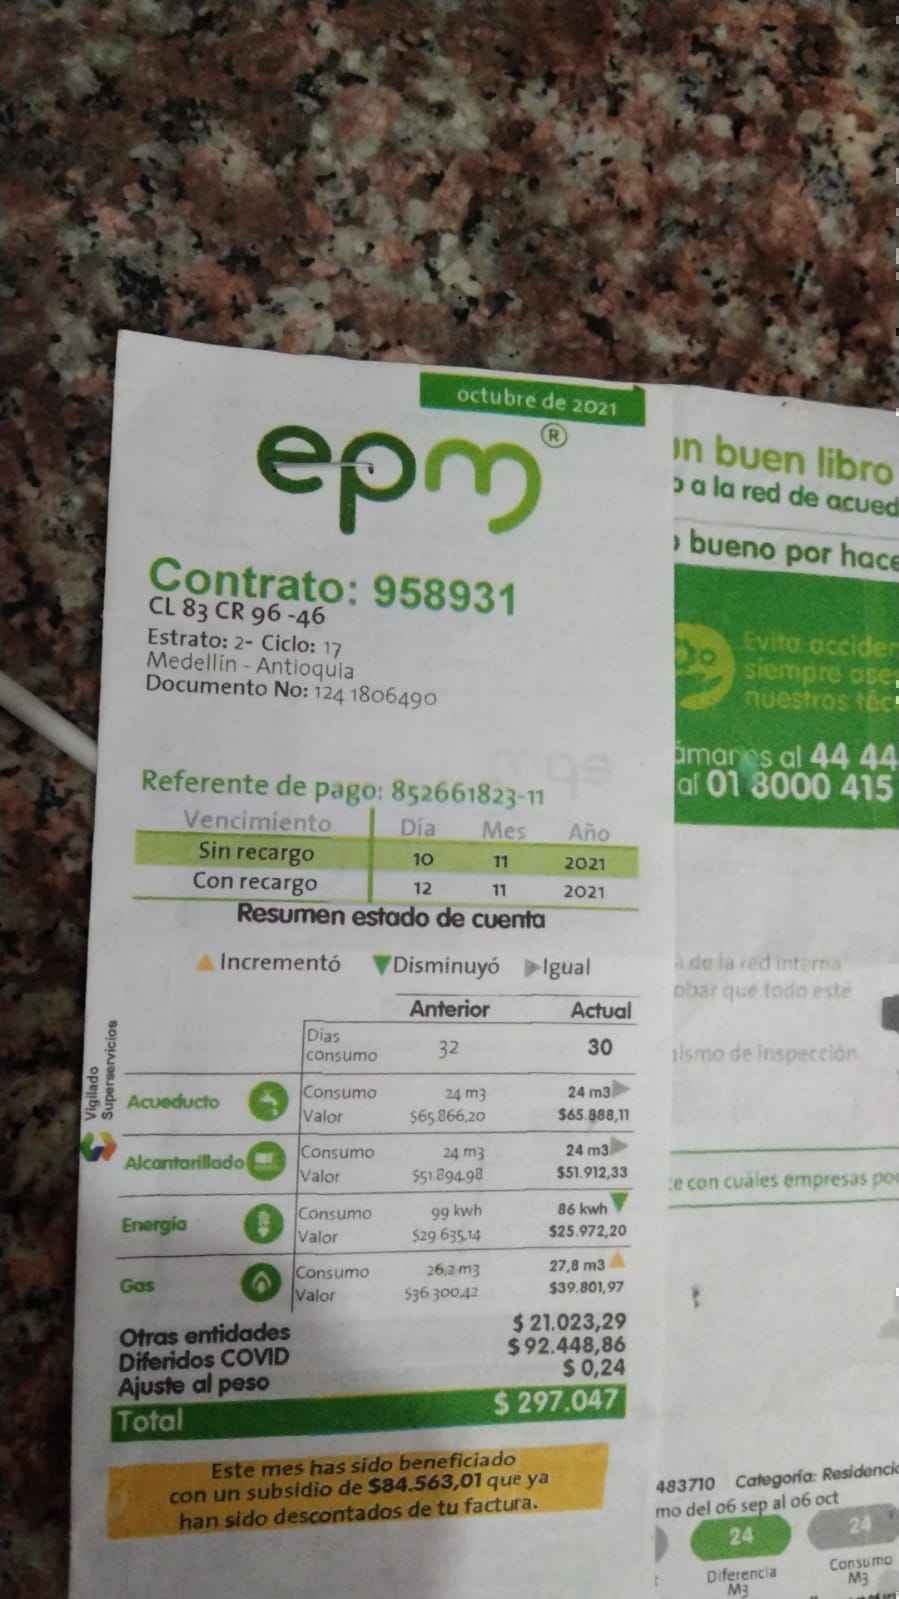 octubre de 2021
epm®
Contrato: 958931
CL 83 CR 96 -46
Estrato: 2- Ciclo: 17
Medellín - Antioquia
Documento No: 1241806490
Referente de pago: 852661823-11
Vencimiento Día Mes Año
Sin recargo 10 11 2021
Con recargo 12 11 2021
Resumen estado de cuenta
Incrementó Disminuyó Igual
Anterior Actual
Días consumo 32 30
Acueducto Consumo 24 m3 24 m3
Valor $65.866,20 $65.888,11
Alcantarillado Consumo 24 m3 24 m3
Valor $51.894,98 $51.912,33
Energía Consumo 99 kwh 86 kwh
Valor $29.635,14 $25.972,20
Gas Consumo 26,2 m3 27,8 m3
Valor $36.300,42 $39.801,97
Otras entidades $ 21.023,29
Diferidos COVID $ 92.448,86
Ajuste al peso $ 0,24
Total $ 297.047
Este mes has sido beneficiado
con un subsidio de $84.563,01 que ya
han sido descontados de tu factura.
Vigilado
Superservicios
un buen libro
o a la red de acued
bueno por hace
Evita acciden
siempre ases
nuestros téc
ámanos al 44 44
al 01 8000 415
de la red interna
obar que todo esté
ismo de inspección
te con cuáles empresas po
483710 Categoría: Residencia
mo del 06 sep al 06 oct
24 24
Diferencia Consumo
M3 M3